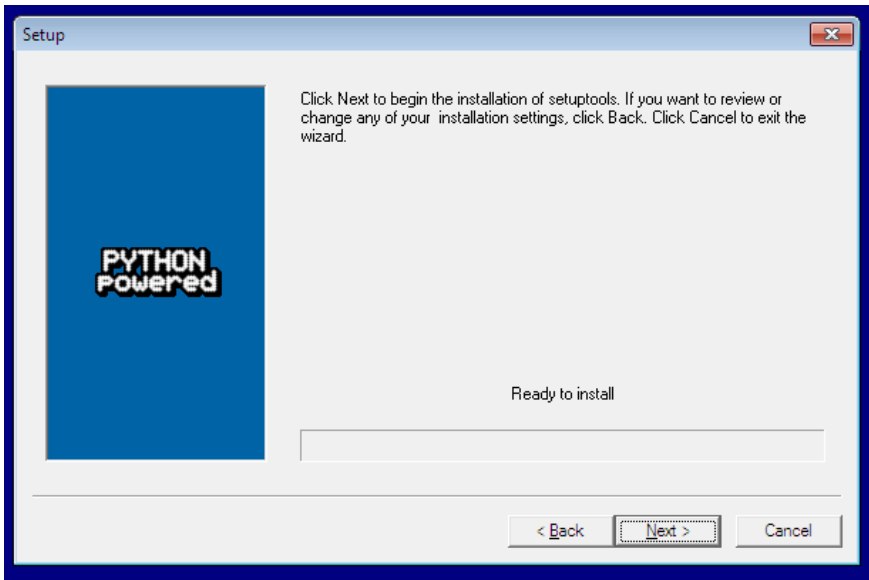 Setup
Click Next to begin the installation of setuptools. If you want to review or
change any of your  installation settings, click Back. Click Cancel to exit the
wizard.
PYTHON
powered
Ready to install
< Back
Next >
Cancel